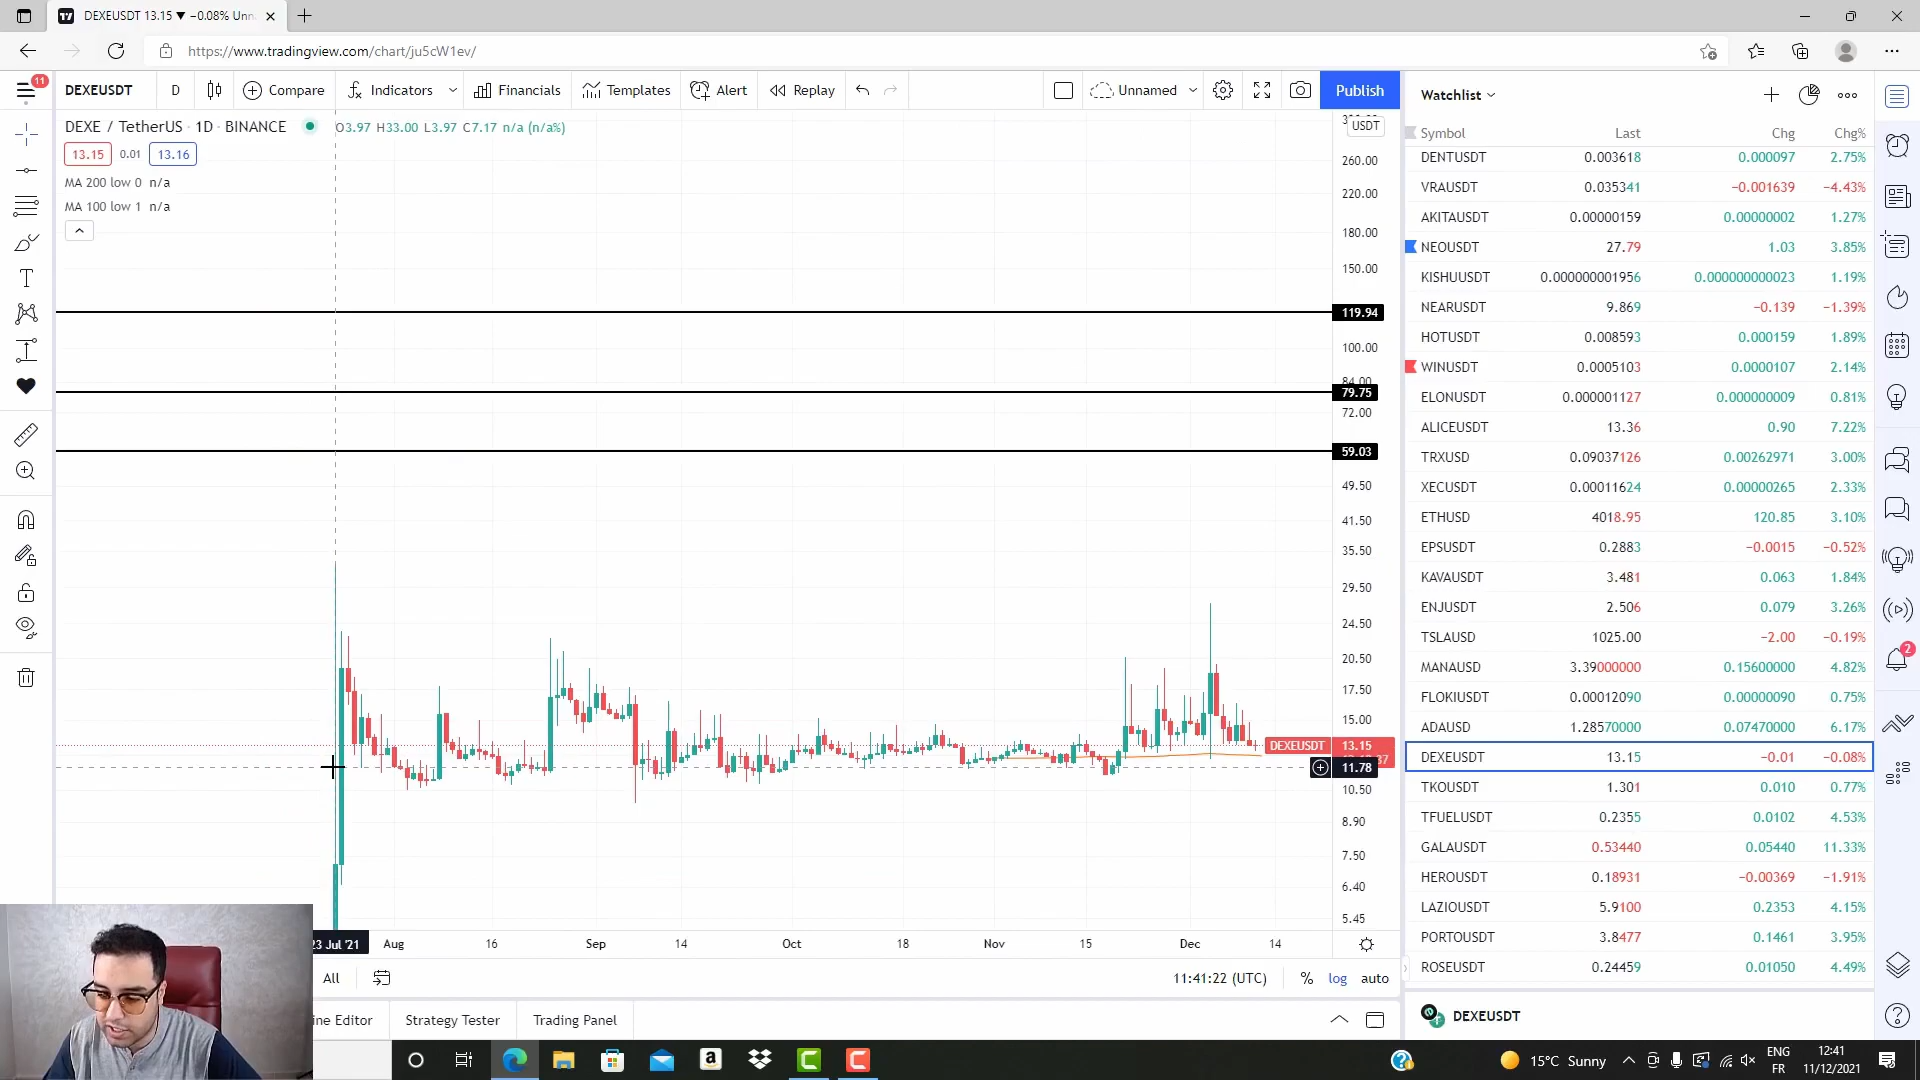 DEXEUSDT 13.15 ▼ −0.08% Unn
https://www.tradingview.com/chart/ju5cW1ev/
11
DEXEUSDT D Compare Indicators Financials Templates Alert Replay Unnamed Publish
DEXE / TetherUS · 1D · BINANCE O3.97 H33.00 L3.97 C7.17 n/a (n/a%)
13.15 0.01 13.16
MA 200 low 0 n/a
MA 100 low 1 n/a
USDT
260.00
220.00
180.00
150.00
119.94
100.00
84.00
79.75
72.00
59.03
49.50
41.50
35.50
29.50
24.50
20.50
17.50
15.00
DEXEUSDT 13.15
11.78
10.50
8.90
7.50
6.40
5.45
23 Jul '21 Aug 16 Sep 14 Oct 18 Nov 15 Dec 14
All 11:41:22 (UTC) % log auto
ine Editor Strategy Tester Trading Panel
Watchlist
Symbol Last Chg Chg%
DENTUSDT 0.003618 0.000097 2.75%
VRAUSDT 0.035341 −0.001639 −4.43%
AKITAUSDT 0.00000159 0.00000002 1.27%
NEOUSDT 27.79 1.03 3.85%
KISHUUSDT 0.000000001956 0.000000000023 1.19%
NEARUSDT 9.869 −0.139 −1.39%
HOTUSDT 0.008593 0.000159 1.89%
WINUSDT 0.0005103 0.0000107 2.14%
ELONUSDT 0.000001127 0.000000009 0.81%
ALICEUSDT 13.36 0.90 7.22%
TRXUSD 0.09037126 0.00262971 3.00%
XECUSDT 0.00011624 0.00000265 2.33%
ETHUSD 4018.95 120.85 3.10%
EPSUSDT 0.2883 −0.0015 −0.52%
KAVAUSDT 3.481 0.063 1.84%
ENJUSDT 2.506 0.079 3.26%
TSLAUSD 1025.00 −2.00 −0.19%
MANAUSD 3.39000000 0.15600000 4.82%
FLOKIUSDT 0.00012090 0.00000090 0.75%
ADAUSD 1.28570000 0.07470000 6.17%
DEXEUSDT 13.15 −0.01 −0.08%
TKOUSDT 1.301 0.010 0.77%
TFUELUSDT 0.2355 0.0102 4.53%
GALAUSDT 0.53440 0.05440 11.33%
HEROUSDT 0.18931 −0.00369 −1.91%
LAZIOUSDT 5.9100 0.2353 4.15%
PORTOUSDT 3.8477 0.1461 3.95%
ROSEUSDT 0.24459 0.01050 4.49%
DEXEUSDT
2
15°C Sunny
ENG
FR
12:41
11/12/2021